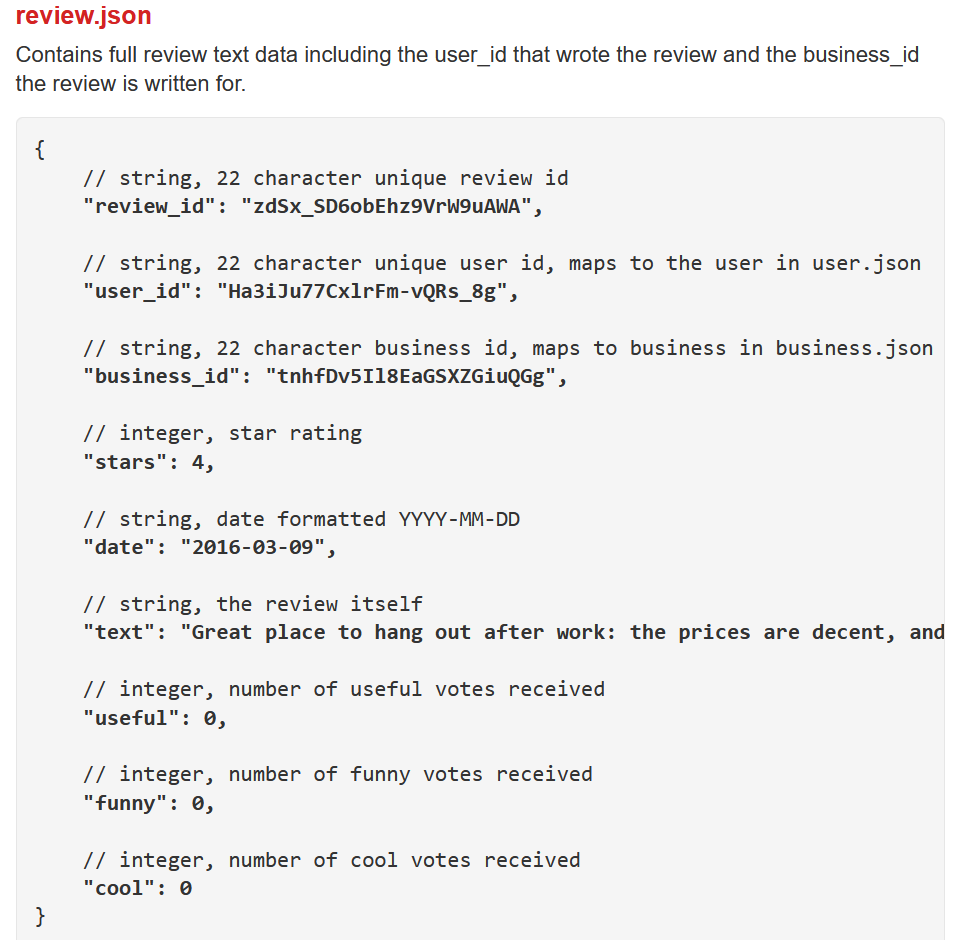 review.json
Contains full review text data including the user_id that wrote the review and the business_id
the review is written for.
{
    // string, 22 character unique review id
    "review_id": "zdSx_SD6obEhz9VrW9uAWA",

    // string, 22 character unique user id, maps to the user in user.json
    "user_id": "Ha3iJu77CxlrFm-vQRs_8g",

    // string, 22 character business id, maps to business in business.json
    "business_id": "tnhfDv5Il8EaGSXZGiuQGg",

    // integer, star rating
    "stars": 4,

    // string, date formatted YYYY-MM-DD
    "date": "2016-03-09",

    // string, the review itself
    "text": "Great place to hang out after work: the prices are decent, and

    // integer, number of useful votes received
    "useful": 0,

    // integer, number of funny votes received
    "funny": 0,

    // integer, number of cool votes received
    "cool": 0
}